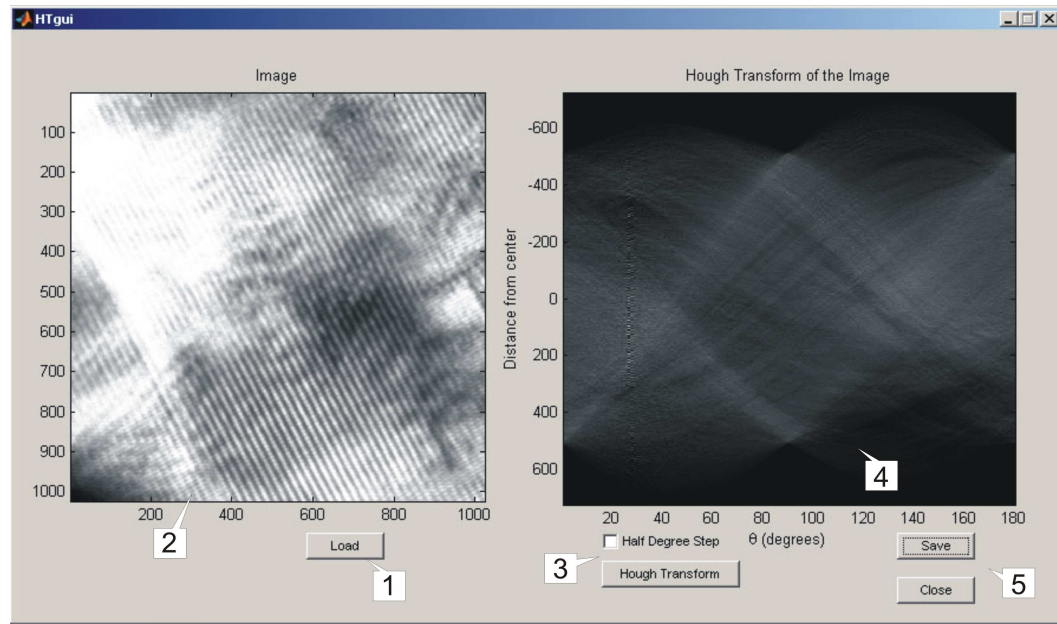 HTgui
Image
100
200
300
400
500
600
700
800
900
1000
200 400 600 800 1000
2
Load
1
Hough Transform of the Image
Distance from center
-600
-400
-200
0
200
400
600
4
20 40 60 80 100 120 140 160 180
θ (degrees)
3
Half Degree Step
Hough Transform
Save
Close
5